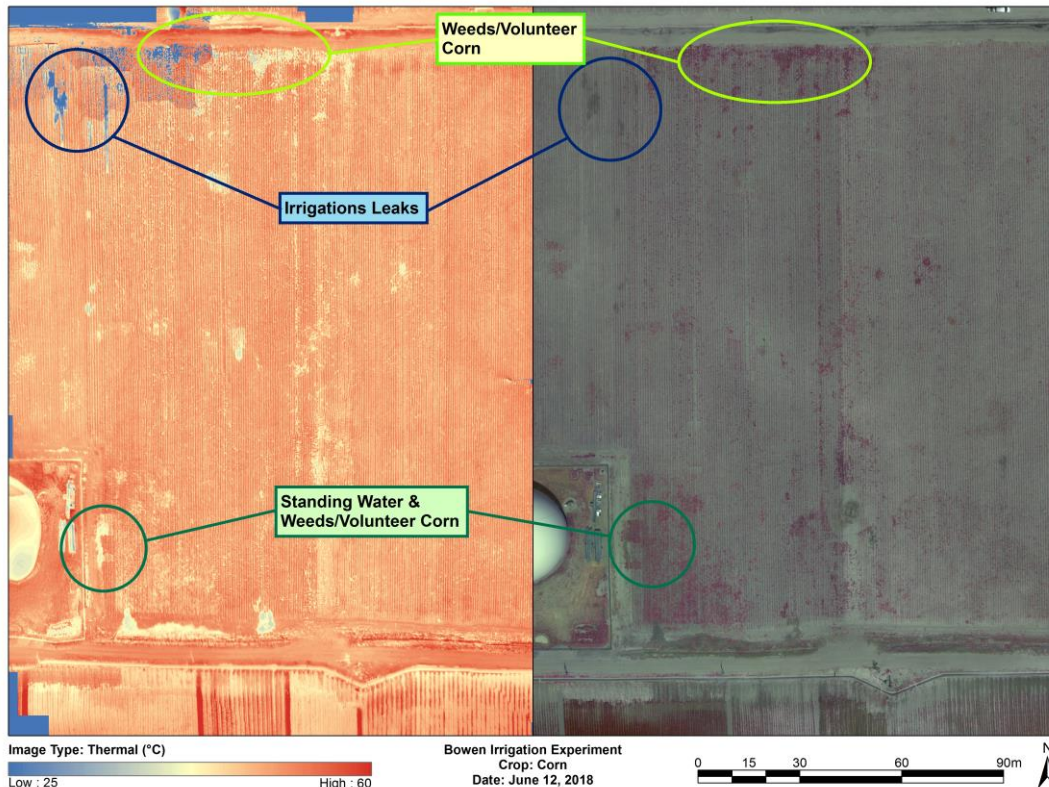 Weeds/Volunteer
Corn
Irrigations Leaks
Standing Water &
Weeds/Volunteer Corn
Image Type: Thermal (°C)
Low : 25
High : 60
Bowen Irrigation Experiment
Crop: Corn
Date: June 12, 2018
0 15 30 60 90m
N